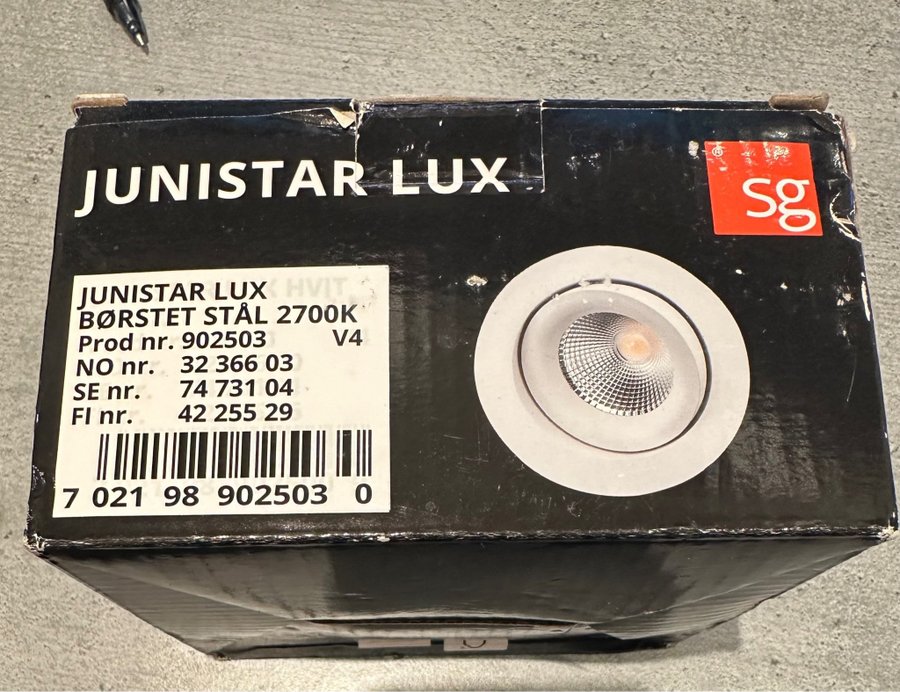 JUNISTAR LUX
® sg
JUNISTAR LUX
BØRSTET STÅL 2700K
Prod nr. 902503 V4
NO nr. 32 366 03
SE nr. 74 731 04
FI nr. 42 255 29
7 021 98 902503 0